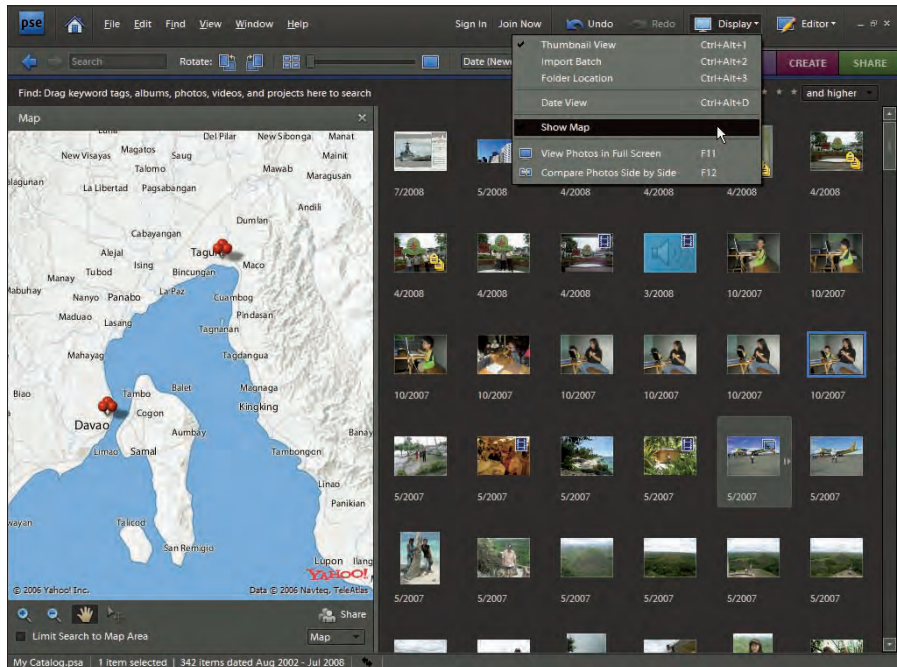 pse File Edit Find View Window Help Sign In Join Now Undo Redo Display Editor
Search Rotate: Date (New
CREATE SHARE
Thumbnail View Ctrl+Alt+1
Import Batch Ctrl+Alt+2
Folder Location Ctrl+Alt+3
Date View Ctrl+Alt+D
Show Map
View Photos in Full Screen F11
Compare Photos Side by Side F12
Find: Drag keyword tags, albums, photos, videos, and projects here to search
and higher
Map
Del Pilar New Sibonga Manat
New Visayas Magatos Saug Mainit
Talomo Mawab Maragusan
alagunan La Libertad Pagsabangan
Andili
Dumlan
Cabayangan
Alejal Tagum
Ising Maco
Manay Tubod Bincungan
Mabuhay Nanyo Panabo La Paz Cuambog
Maduao Lasang Pindasan
Tagnanan
Mahayag Tagdangua
Biao Tambo Balet Magnaga
Cogon Kingking
Davao Aumbay Banay
Limao Samal Tambongon
Linao
Panikian
wayan Talicod
San Remigio
Lupon Ilang
YAHOO!
© 2006 Yahoo! Inc. Data © 2006 Navteq, TeleAtlas
Share
Limit Search to Map Area Map
7/2008 5/2008 4/2008 4/2008 4/2008 4/2008
4/2008 4/2008 4/2008 3/2008 10/2007 10/2007
10/2007 10/2007 10/2007 10/2007 10/2007 10/2007
5/2007 5/2007 5/2007 5/2007 5/2007 5/2007
5/2007 5/2007 5/2007 5/2007 5/2007 5/2007
My Catalog.psa 1 item selected 342 items dated Aug 2002 - Jul 2008